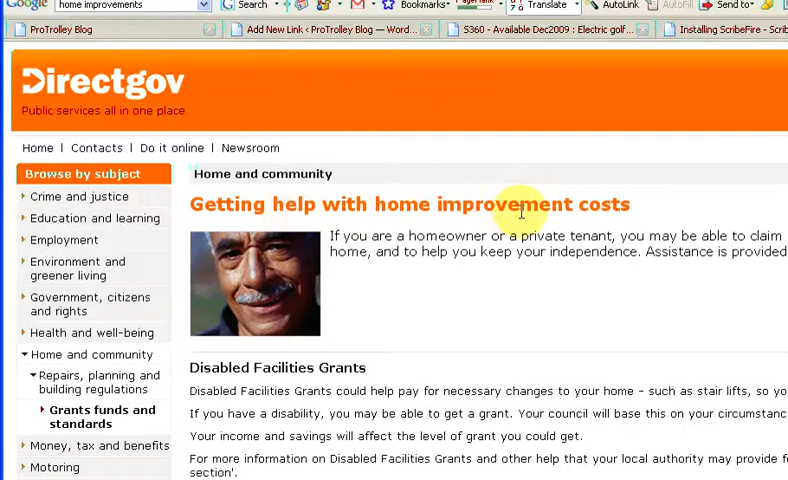 Google home improvements Search Bookmarks PageRank Translate AutoLink AutoFill Send to
ProTrolley Blog Add New Link ‹ ProTrolley Blog — Word... S360 - Available Dec2009 : Electric golf... Installing ScribeFire - Scrib
Directgov
Public services all in one place
Home | Contacts | Do it online | Newsroom
Browse by subject
Crime and justice
Education and learning
Employment
Environment and
greener living
Government, citizens
and rights
Health and well-being
Home and community
Repairs, planning and
building regulations
Grants funds and
standards
Money, tax and benefits
Motoring
Home and community
Getting help with home improvement costs
If you are a homeowner or a private tenant, you may be able to claim
home, and to help you keep your independence. Assistance is provided
Disabled Facilities Grants
Disabled Facilities Grants could help pay for necessary changes to your home – such as stair lifts, so yo
If you have a disability, you may be able to get a grant. Your council will base this on your circumstanc
Your income and savings will affect the level of grant you could get.
For more information on Disabled Facilities Grants and other help that your local authority may provide f
section'.